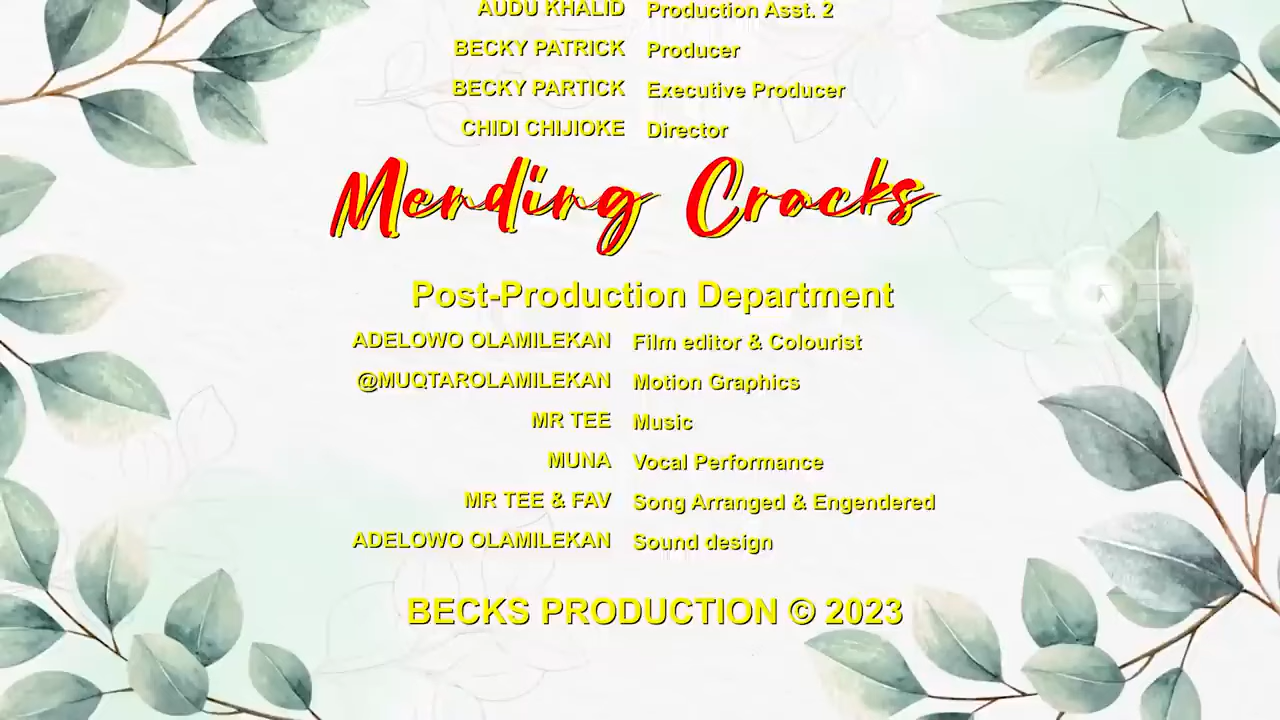 AUDU KHALID Production Asst. 2
BECKY PATRICK Producer
BECKY PARTICK Executive Producer
CHIDI CHIJIOKE Director
Mending Cracks
Post-Production Department
ADELOWO OLAMILEKAN Film editor & Colourist
@MUQTAROLAMILEKAN Motion Graphics
MR TEE Music
MUNA Vocal Performance
MR TEE & FAV Song Arranged & Engendered
ADELOWO OLAMILEKAN Sound design
BECKS PRODUCTION © 2023